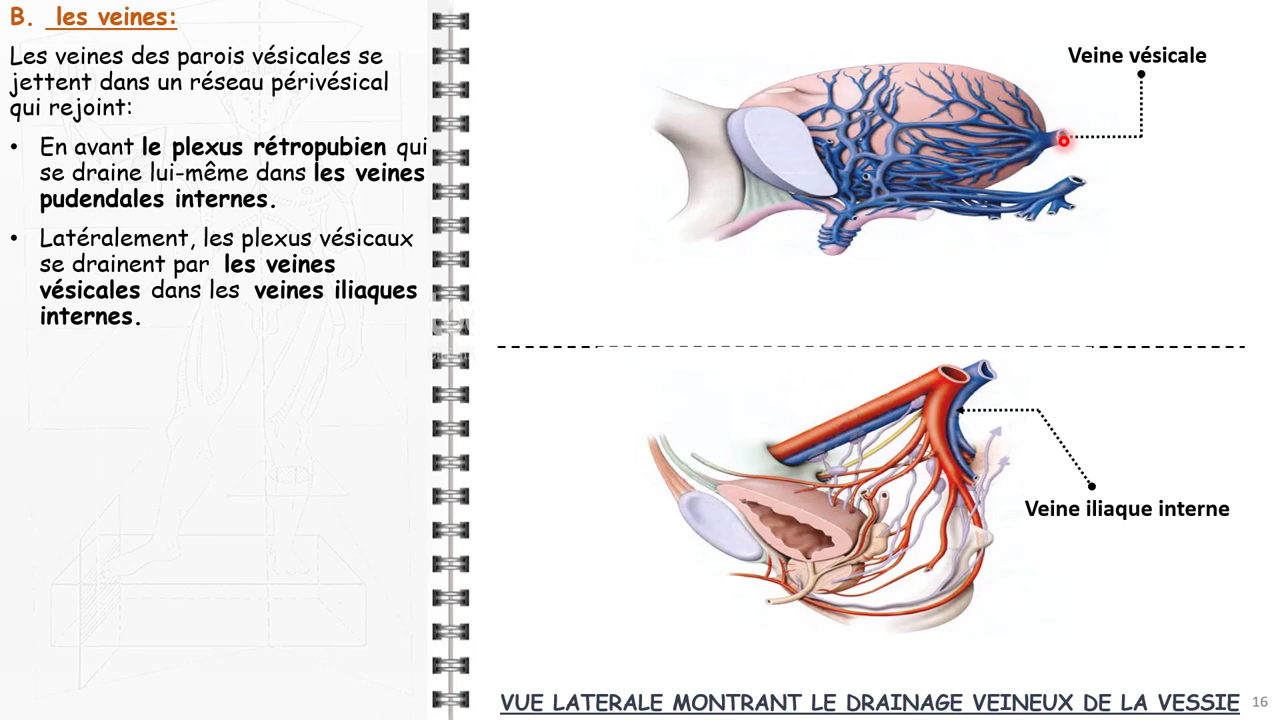 B. les veines:
Les veines des parois vésicales se
jettent dans un réseau périvésical
qui rejoint:
• En avant le plexus rétropubien qui
se draine lui-même dans les veines
pudendales internes.
• Latéralement, les plexus vésicaux
se drainent par les veines
vésicales dans les veines iliaques
internes.
Veine vésicale
Veine iliaque interne
VUE LATERALE MONTRANT LE DRAINAGE VEINEUX DE LA VESSIE
16